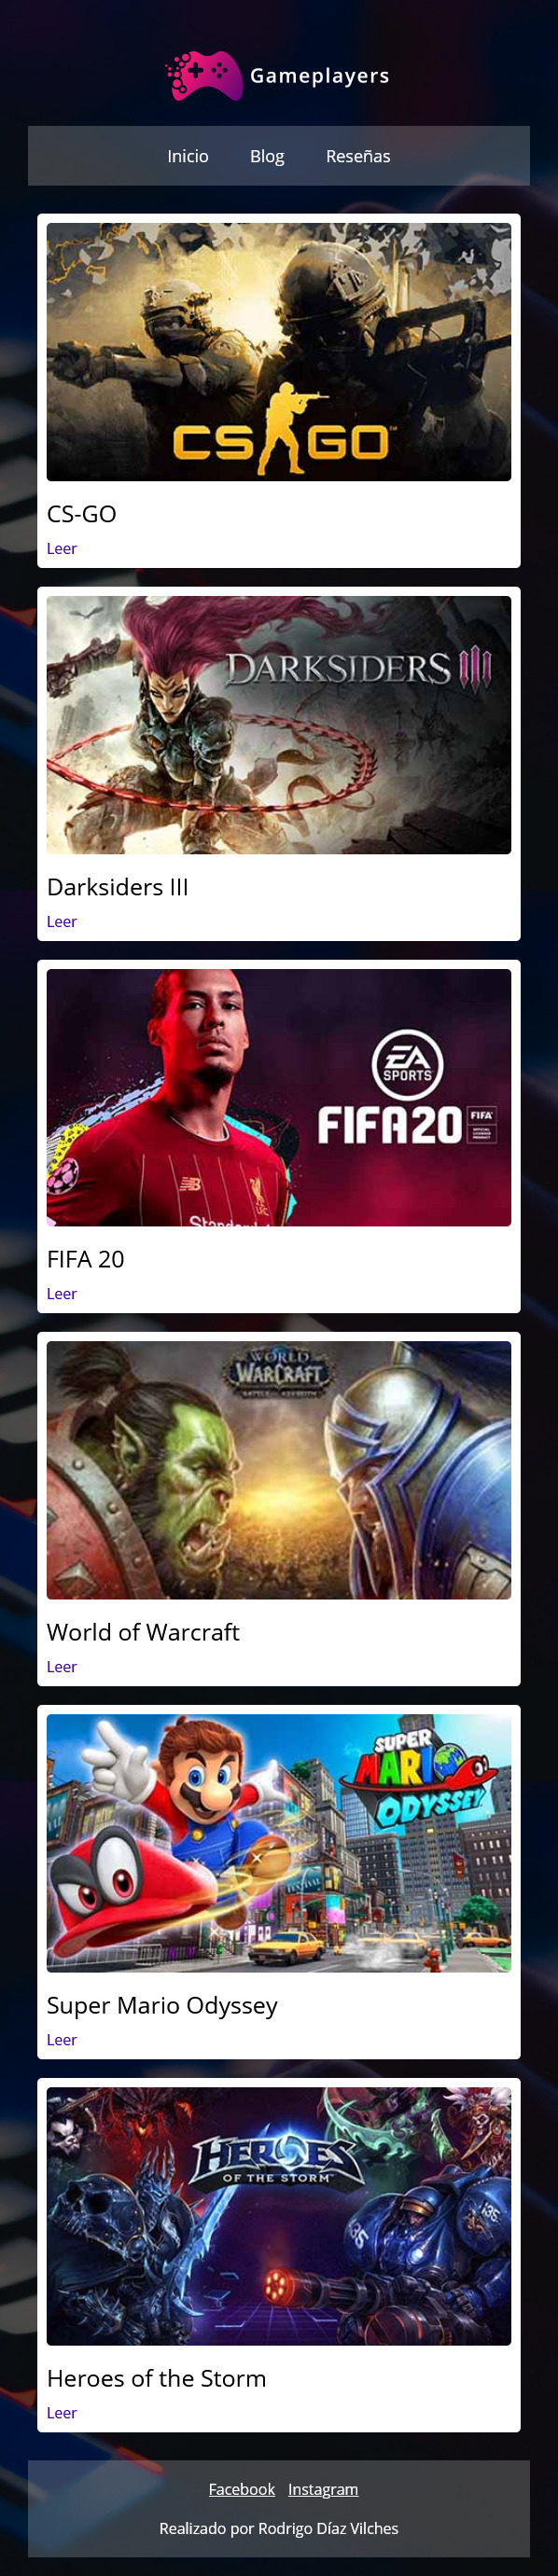 Gameplayers
Inicio Blog Reseñas
CS GO
CS-GO
Leer
DARKSIDERS III
Darksiders III
Leer
EA
SPORTS
FIFA20
FIFA
FIFA 20
Leer
WORLD
WARCRAFT
World of Warcraft
Leer
SUPER
MARIO
ODYSSEY
Super Mario Odyssey
Leer
HEROES
OF THE STORM
Heroes of the Storm
Leer
Facebook Instagram
Realizado por Rodrigo Díaz Vilches